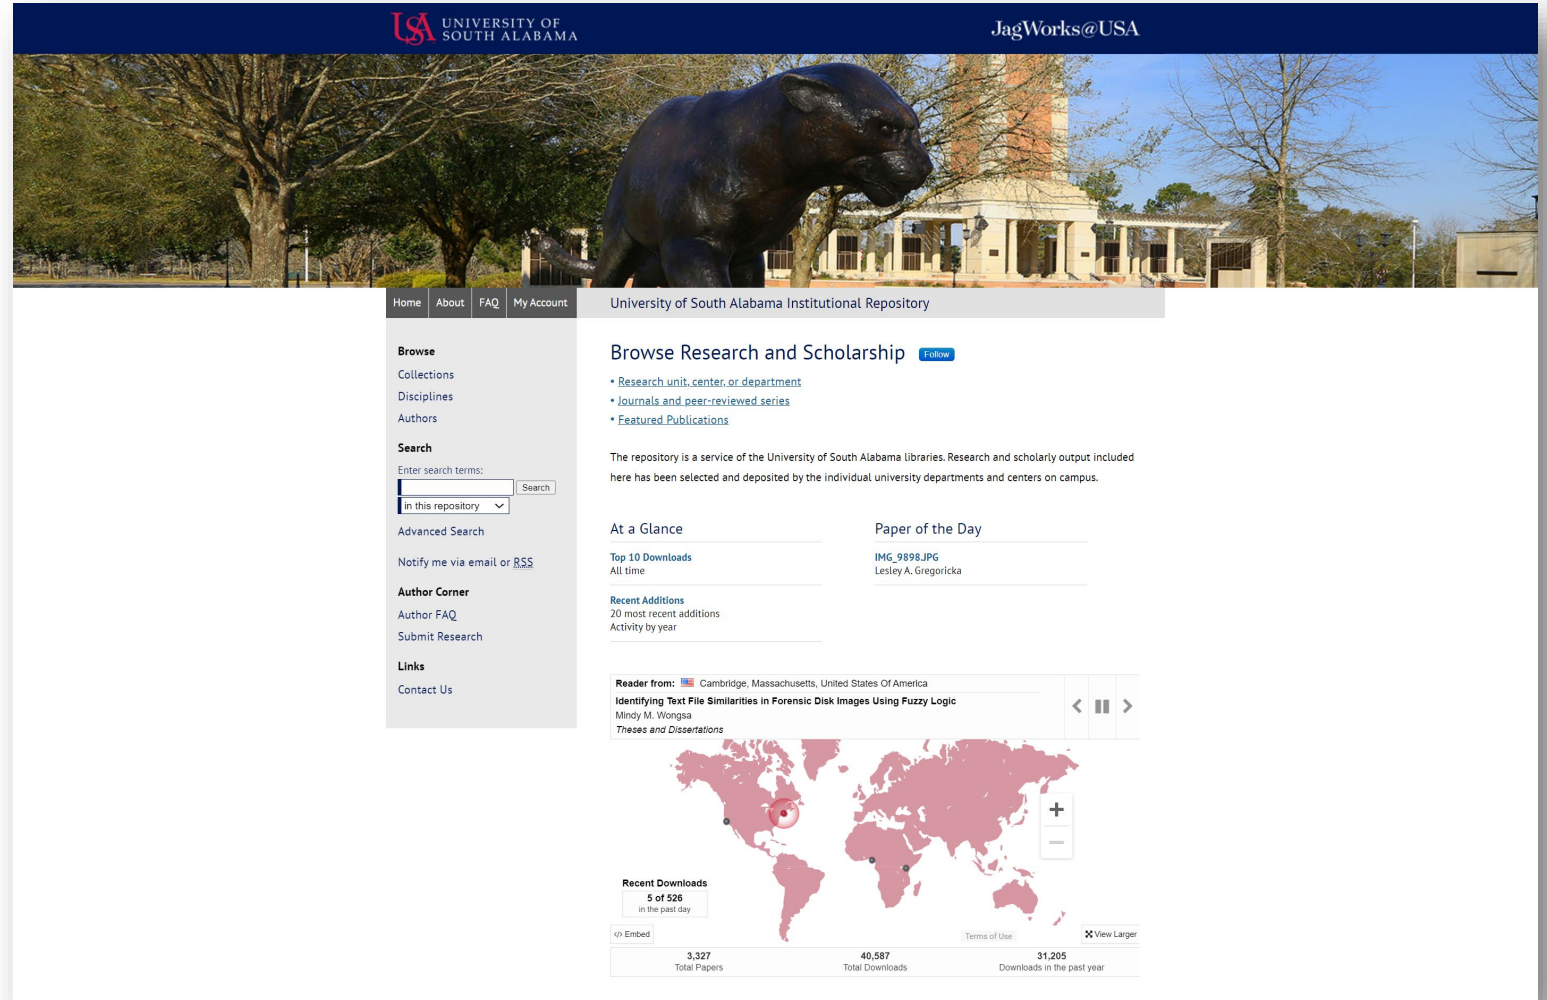 USA UNIVERSITY OF
SOUTH ALABAMA
JagWorks@USA
Home About FAQ My Account
University of South Alabama Institutional Repository
Browse
Collections
Disciplines
Authors
Search
Enter search terms:
Search
in this repository
Advanced Search
Notify me via email or RSS
Author Corner
Author FAQ
Submit Research
Links
Contact Us
Browse Research and Scholarship Follow
• Research unit, center, or department
• Journals and peer-reviewed series
• Featured Publications
The repository is a service of the University of South Alabama libraries. Research and scholarly output included
here has been selected and deposited by the individual university departments and centers on campus.
At a Glance
Top 10 Downloads
All time
Recent Additions
20 most recent additions
Activity by year
Paper of the Day
IMG_9898.JPG
Lesley A. Gregoricka
Reader from: Cambridge, Massachusetts, United States Of America
Identifying Text File Similarities in Forensic Disk Images Using Fuzzy Logic
Mindy M. Wongsa
Theses and Dissertations
+
−
Recent Downloads
5 of 526
in the past day
</> Embed
Terms of Use
View Larger
3,327
Total Papers
40,587
Total Downloads
31,205
Downloads in the past year